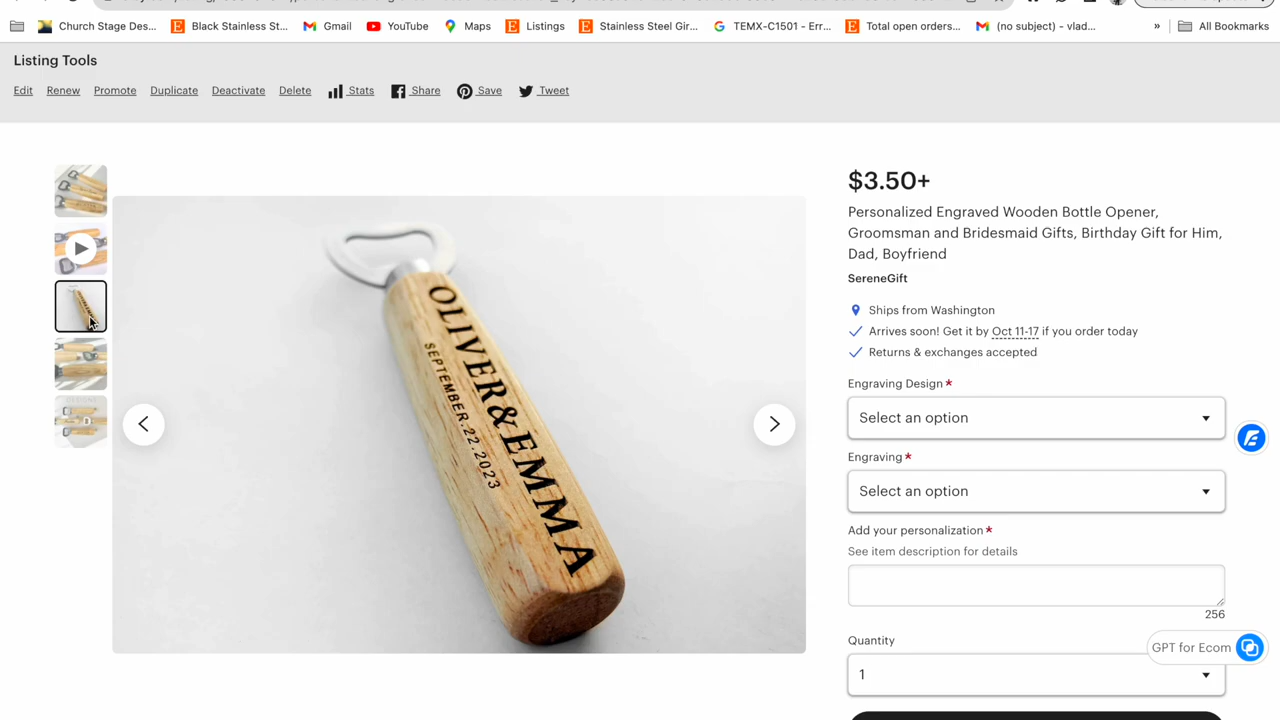 Church Stage Des...
Black Stainless St...
Gmail
YouTube
Maps
Listings
Stainless Steel Gir...
TEMX-C1501 – Err...
Total open orders...
(no subject) – vlad...
»
All Bookmarks
Listing Tools
Edit
Renew
Promote
Duplicate
Deactivate
Delete
Stats
Share
Save
Tweet
OLIVER&EMMA
SEPTEMBER.22.2023
$3.50+
Personalized Engraved Wooden Bottle Opener,
Groomsman and Bridesmaid Gifts, Birthday Gift for Him,
Dad, Boyfriend
SereneGift
Ships from Washington
Arrives soon! Get it by Oct 11-17 if you order today
Returns & exchanges accepted
Engraving Design *
Select an option
Engraving *
Select an option
Add your personalization *
See item description for details
256
Quantity
GPT for Ecom
1